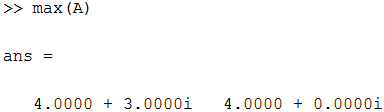 >> max(A)
ans =
4.0000 + 3.0000i   4.0000 + 0.0000i